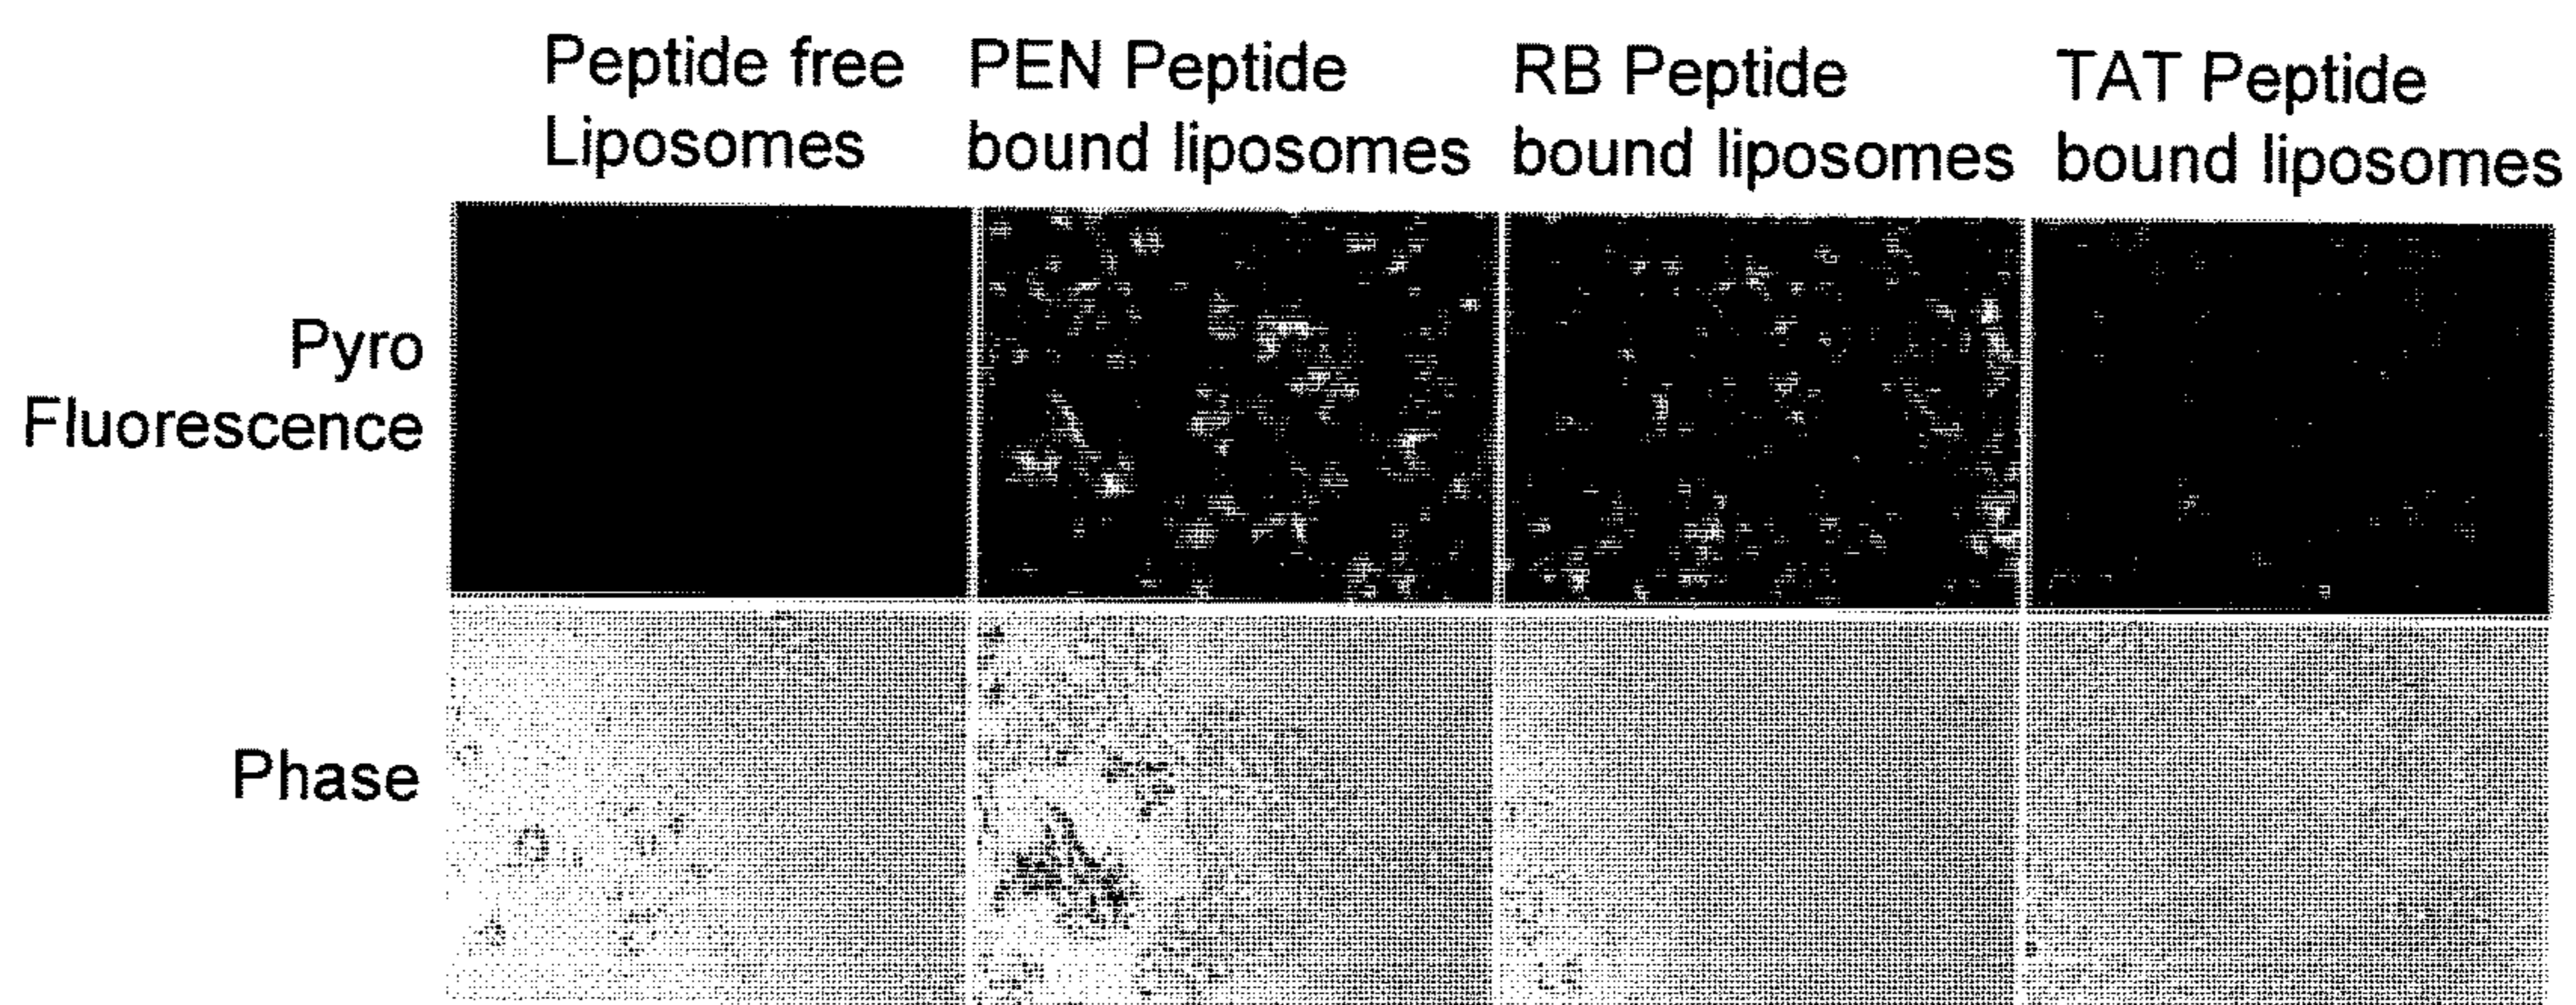 Peptide free
Liposomes
PEN Peptide
bound liposomes
RB Peptide
bound liposomes
TAT Peptide
bound liposomes
Pyro
Fluorescence
Phase